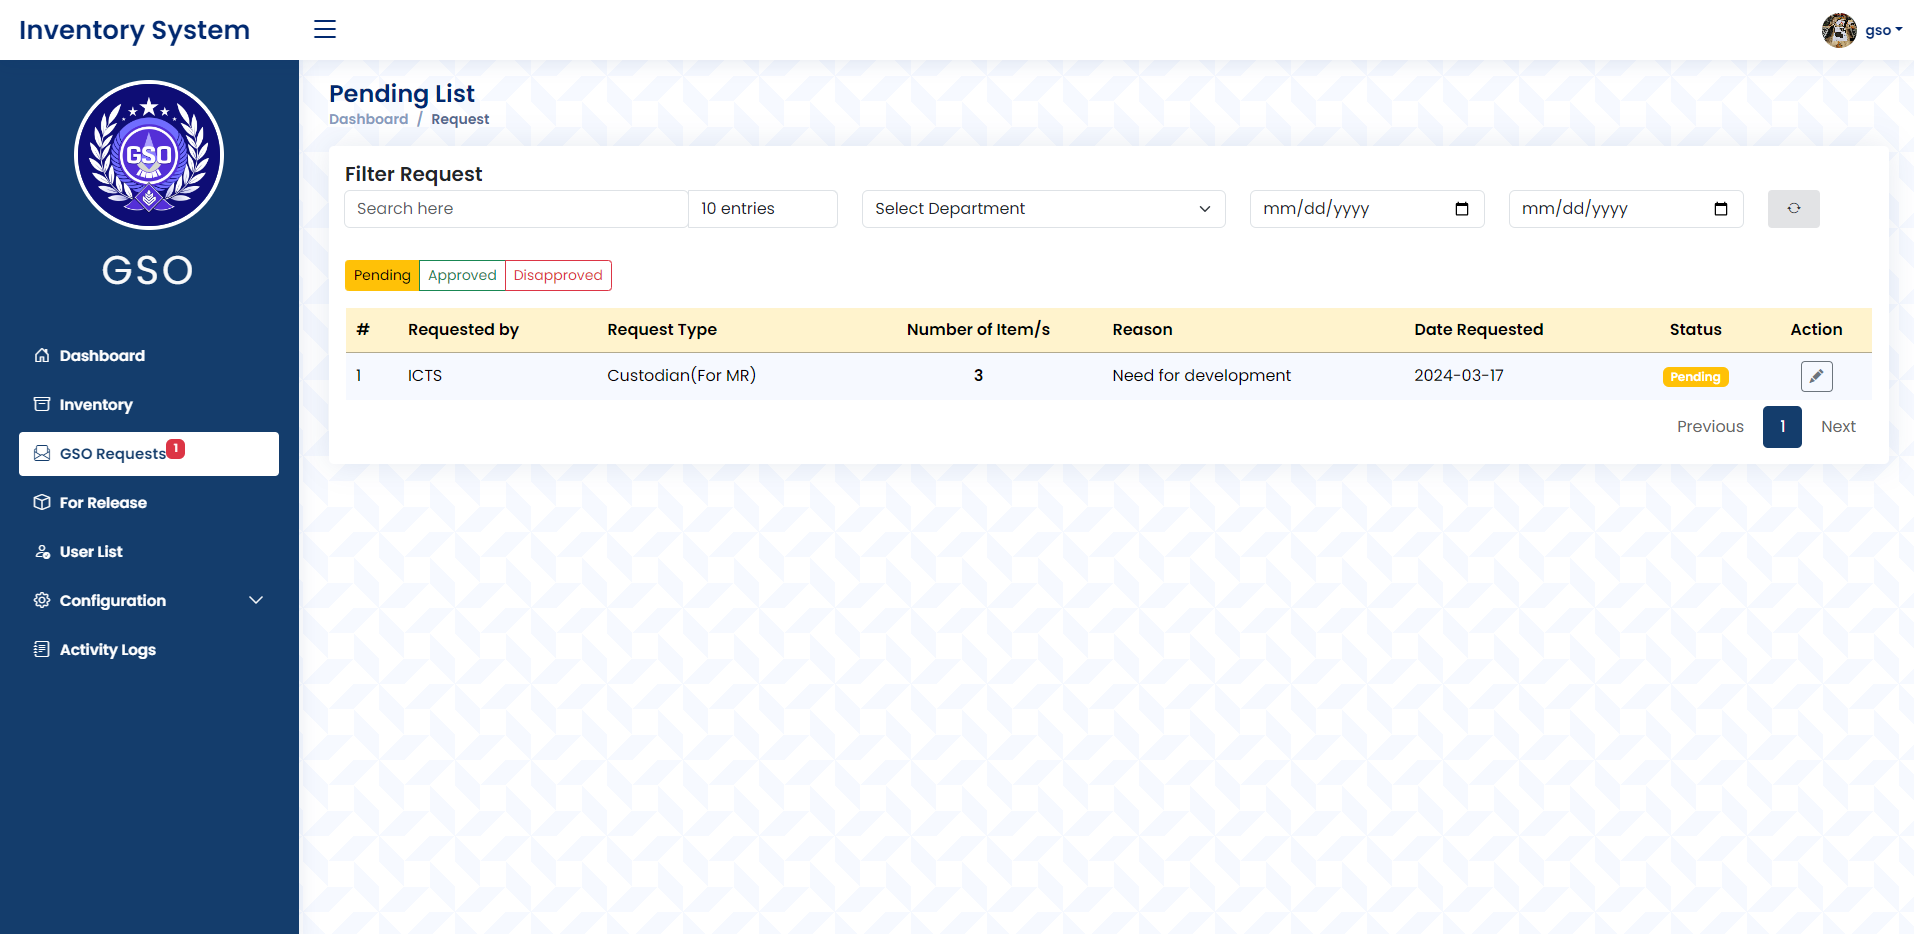 Inventory System
gso
GSO
GSO
Dashboard
Inventory
GSO Requests 1
For Release
User List
Configuration
Activity Logs
Pending List
Dashboard / Request
Filter Request
Search here 10 entries Select Department mm/dd/yyyy mm/dd/yyyy
Pending Approved Disapproved
# Requested by Request Type Number of Item/s Reason Date Requested Status Action
1 ICTS Custodian(For MR) 3 Need for development 2024-03-17 Pending
Previous 1 Next